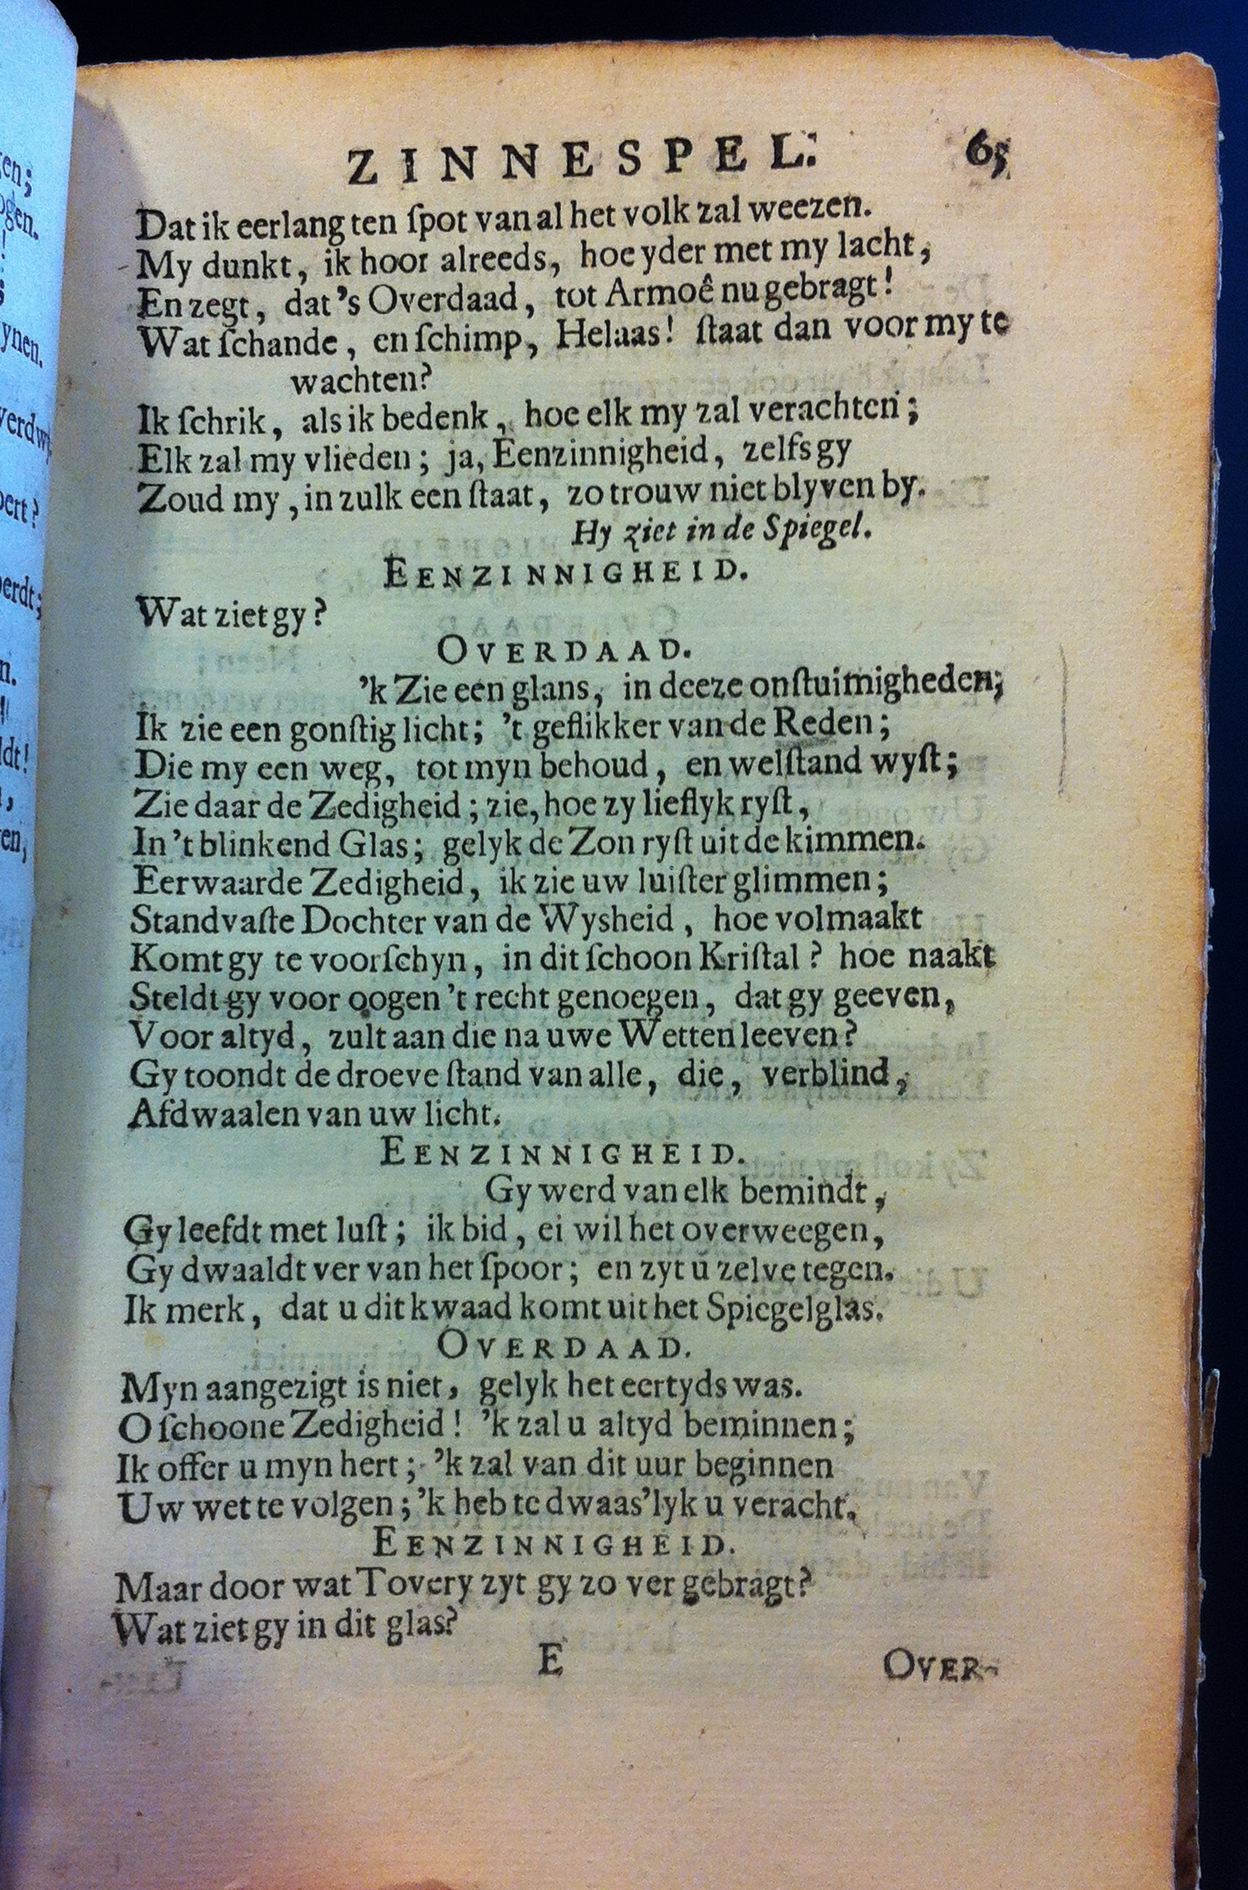 ZINNESPEL. 65
Dat ik eerlang ten ſpot van al het volk zal weezen.
My dunkt, ik hoor alreeds, hoe yder met my lacht,
En zegt, dat 's Overdaad, tot Armoê nu gebragt!
Wat ſchande, en ſchimp, Helaas! ſtaat dan voor my te
wachten?
Ik ſchrik, als ik bedenk, hoe elk my zal verachten;
Elk zal my vlieden; ja, Eenzinnigheid, zelfs gy
Zoud my, in zulk een ſtaat, zo trouw niet blyven by.
Hy ziet in de Spiegel.
EENZINNIGHEID.
Wat ziet gy?
OVERDAAD.
'k Zie een glans, in deeze onſtuimigheden;
Ik zie een gonſtig licht; 't geflikker van de Reden;
Die my een weg, tot myn behoud, en welſtand wyſt;
Zie daar de Zedigheid; zie, hoe zy lieflyk ryſt,
In 't blinkend Glas; gelyk de Zon ryſt uit de kimmen.
Eerwaarde Zedigheid, ik zie uw luiſter glimmen;
Standvaſte Dochter van de Wysheid, hoe volmaakt
Komt gy te voorſchyn, in dit ſchoon Kriſtal? hoe naakt
Steldt gy voor oogen 't recht genoegen, dat gy geeven,
Voor altyd, zult aan die na uwe Wetten leeven?
Gy toondt de droeve ſtand van alle, die, verblind,
Afdwaalen van uw licht.
EENZINNIGHEID.
Gy werd van elk bemindt,
Gy leefdt met luſt; ik bid, ei wil het overweegen,
Gy dwaaldt ver van het ſpoor; en zyt u zelve tegen.
Ik merk, dat u dit kwaad komt uit het Spiegelglas.
OVERDAAD.
Myn aangezigt is niet, gelyk het eertyds was.
O ſchoone Zedigheid! 'k zal u altyd beminnen;
Ik offer u myn hert; 'k zal van dit uur beginnen
Uw wet te volgen; 'k heb te dwaas'lyk u veracht.
EENZINNIGHEID.
Maar door wat Tovery zyt gy zo ver gebragt?
Wat ziet gy in dit glas?
E OVER-